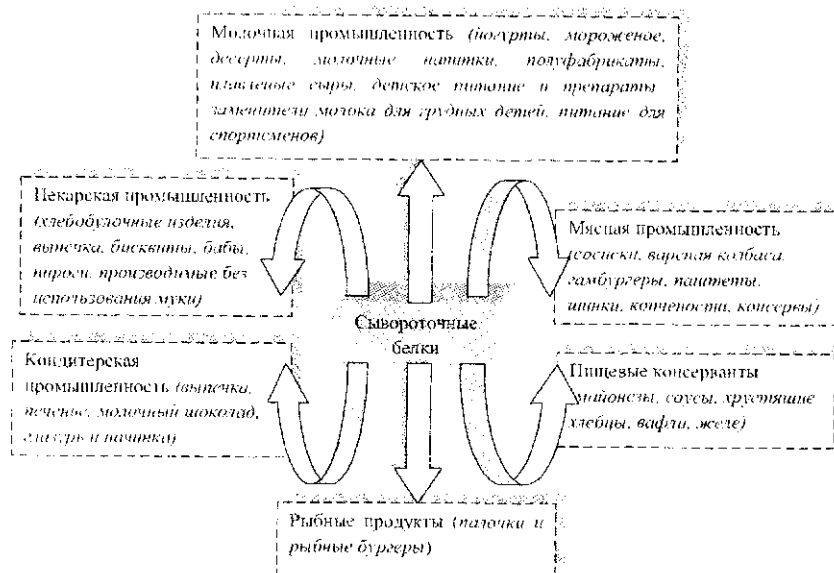 Молочная промышленность (йогурты, мороженое,
десерты, молочные напитки, полуфабрикаты,
плавленые сыры, детское питание и препараты
заменители молока для грудных детей, питание для
спортсменов)
Пекарская промышленность
(хлебобулочные изделия,
выпечка, бисквиты, бабы,
пироги, производимые без
использования муки)
Мясная промышленность
(сосиски, вареная колбаса,
гамбургеры, паштеты,
шинки, копчености, консервы)
Сывороточные
белки
Кондитерская
промышленность (выпечка,
печенье, молочный шоколад,
глазурь и начинка)
Пищевые консерванты
(майонезы, соусы, хрустящие
хлебцы, вафли, желе)
Рыбные продукты (палочки и
рыбные бургеры)